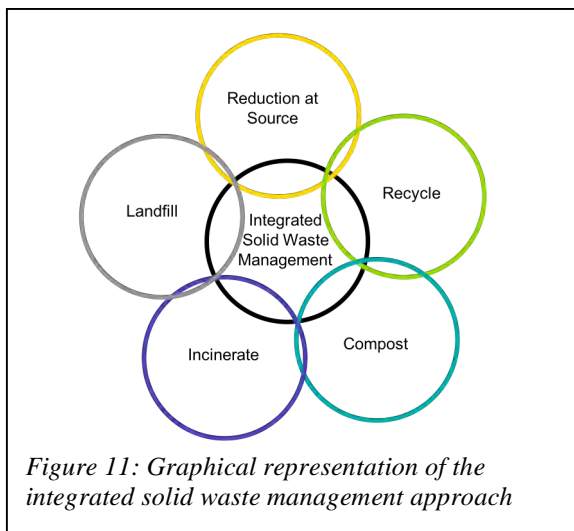 Reduction at
Source
Recycle
Landfill
Integrated
Solid Waste
Management
Incinerate
Compost
Figure 11: Graphical representation of the
integrated solid waste management approach